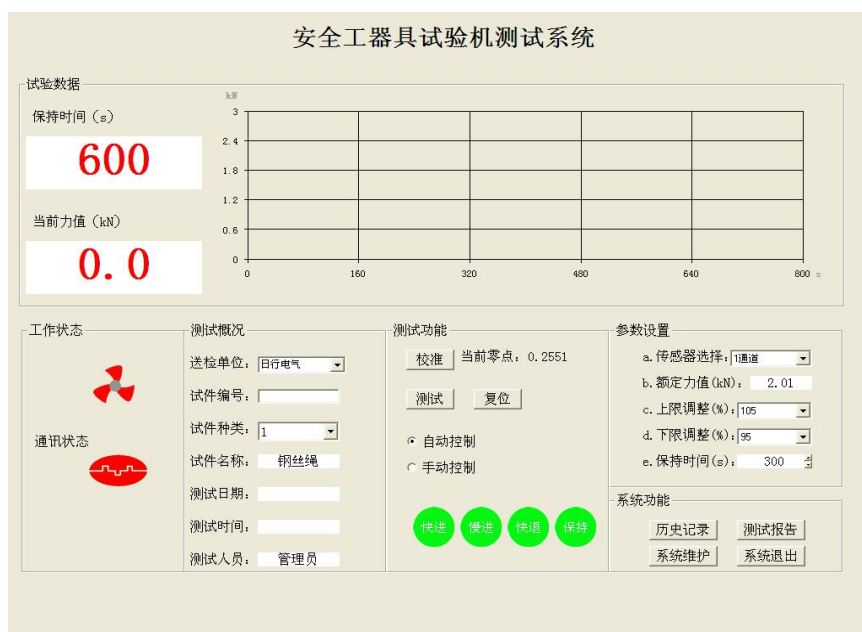 安全工器具试验机测试系统
试验数据
保持时间(s)
600
当前力值(kN)
0.0
kN
3
2.4
1.8
1.2
0.6
0
0 160 320 480 640 800 s
工作状态
通讯状态
测试概况
送检单位: 日行电气
试件编号:
试件种类: 1
试件名称: 钢丝绳
测试日期:
测试时间:
测试人员: 管理员
测试功能
校准 当前零点: 0.2551
测试 复位
自动控制
手动控制
快进 慢进 快退 保持
参数设置
a.传感器选择: 1通道
b.额定力值(kN): 2.01
c.上限调整(%): 105
d.下限调整(%): 95
e.保持时间(s): 300
系统功能
历史记录 测试报告
系统维护 系统退出